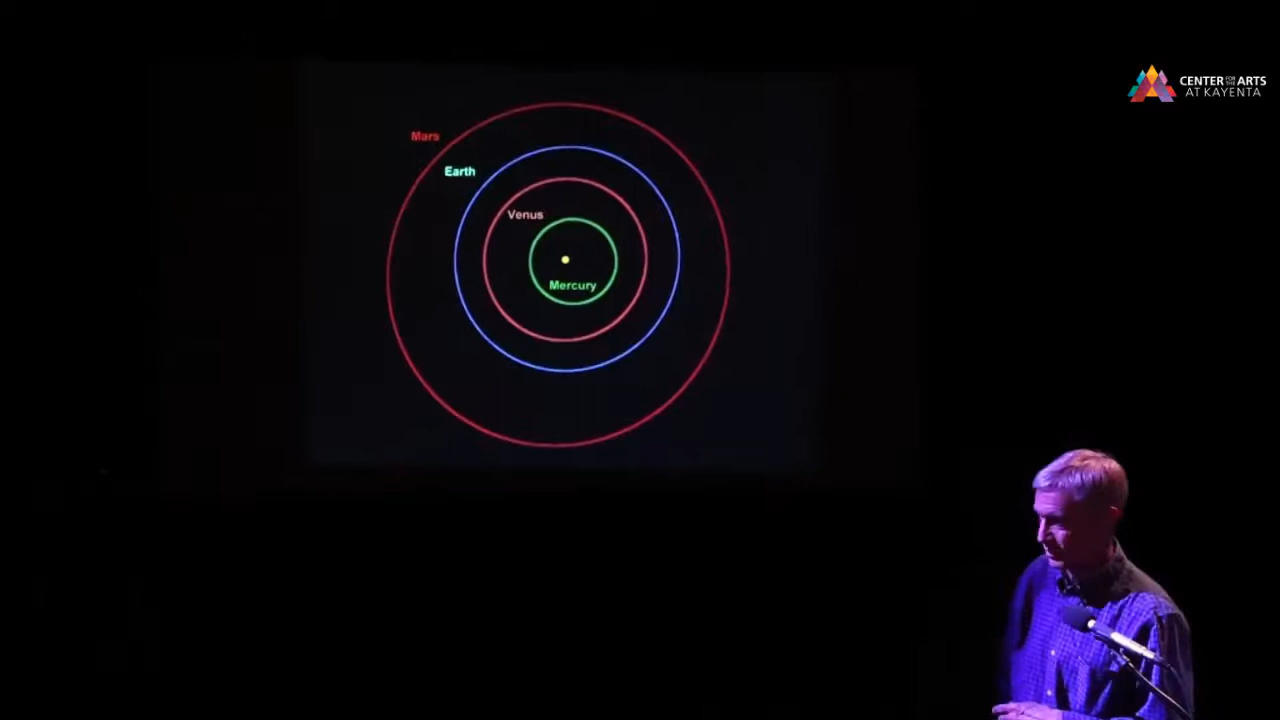 CENTER FOR THE ARTS
AT KAYENTA
Mars
Earth
Venus
Mercury